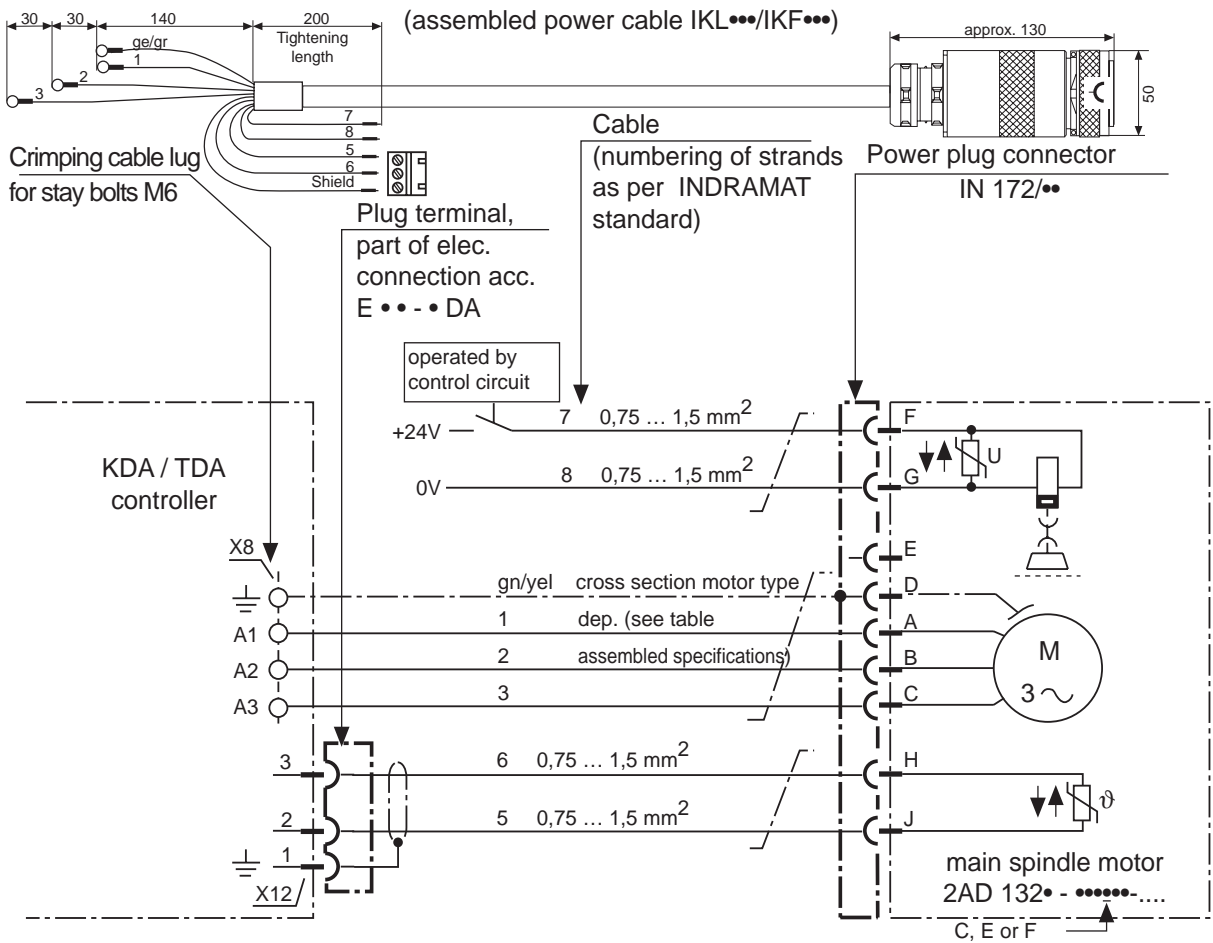 (assembled power cable IKL•••/IKF•••)
30 30 140 200
Tightening
length
approx. 130
50
ge/gr
1
2
3
7
8
5
6
Shield
Crimping cable lug
for stay bolts M6
Plug terminal,
part of elec.
connection acc.
E • • - • DA
Cable
(numbering of strands
as per INDRAMAT
standard)
Power plug connector
IN 172/••
operated by
control circuit
+24V 7 0,75 … 1,5 mm² F
U
0V 8 0,75 … 1,5 mm² G
KDA / TDA
controller
X8
E
gn/yel cross section motor type D
A1 1 dep. (see table A
A2 2 assembled specifications) B
A3 3 C
M
3
3 6 0,75 … 1,5 mm² H
ϑ
2 5 0,75 … 1,5 mm² J
1
X12
main spindle motor
2AD 132• - ••••••-....
C, E or F